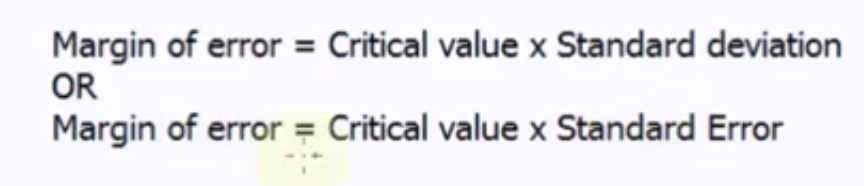 Margin of error = Critical value x Standard deviation
OR
Margin of error = Critical value x Standard Error